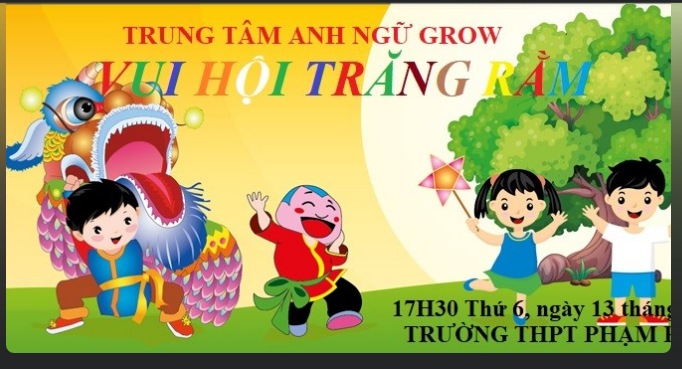 TRUNG TÂM ANH NGỮ GROW
VUI HỘI TRĂNG RẰM
17H30 Thứ 6, ngày 13 tháng
TRƯỜNG THPT PHẠM